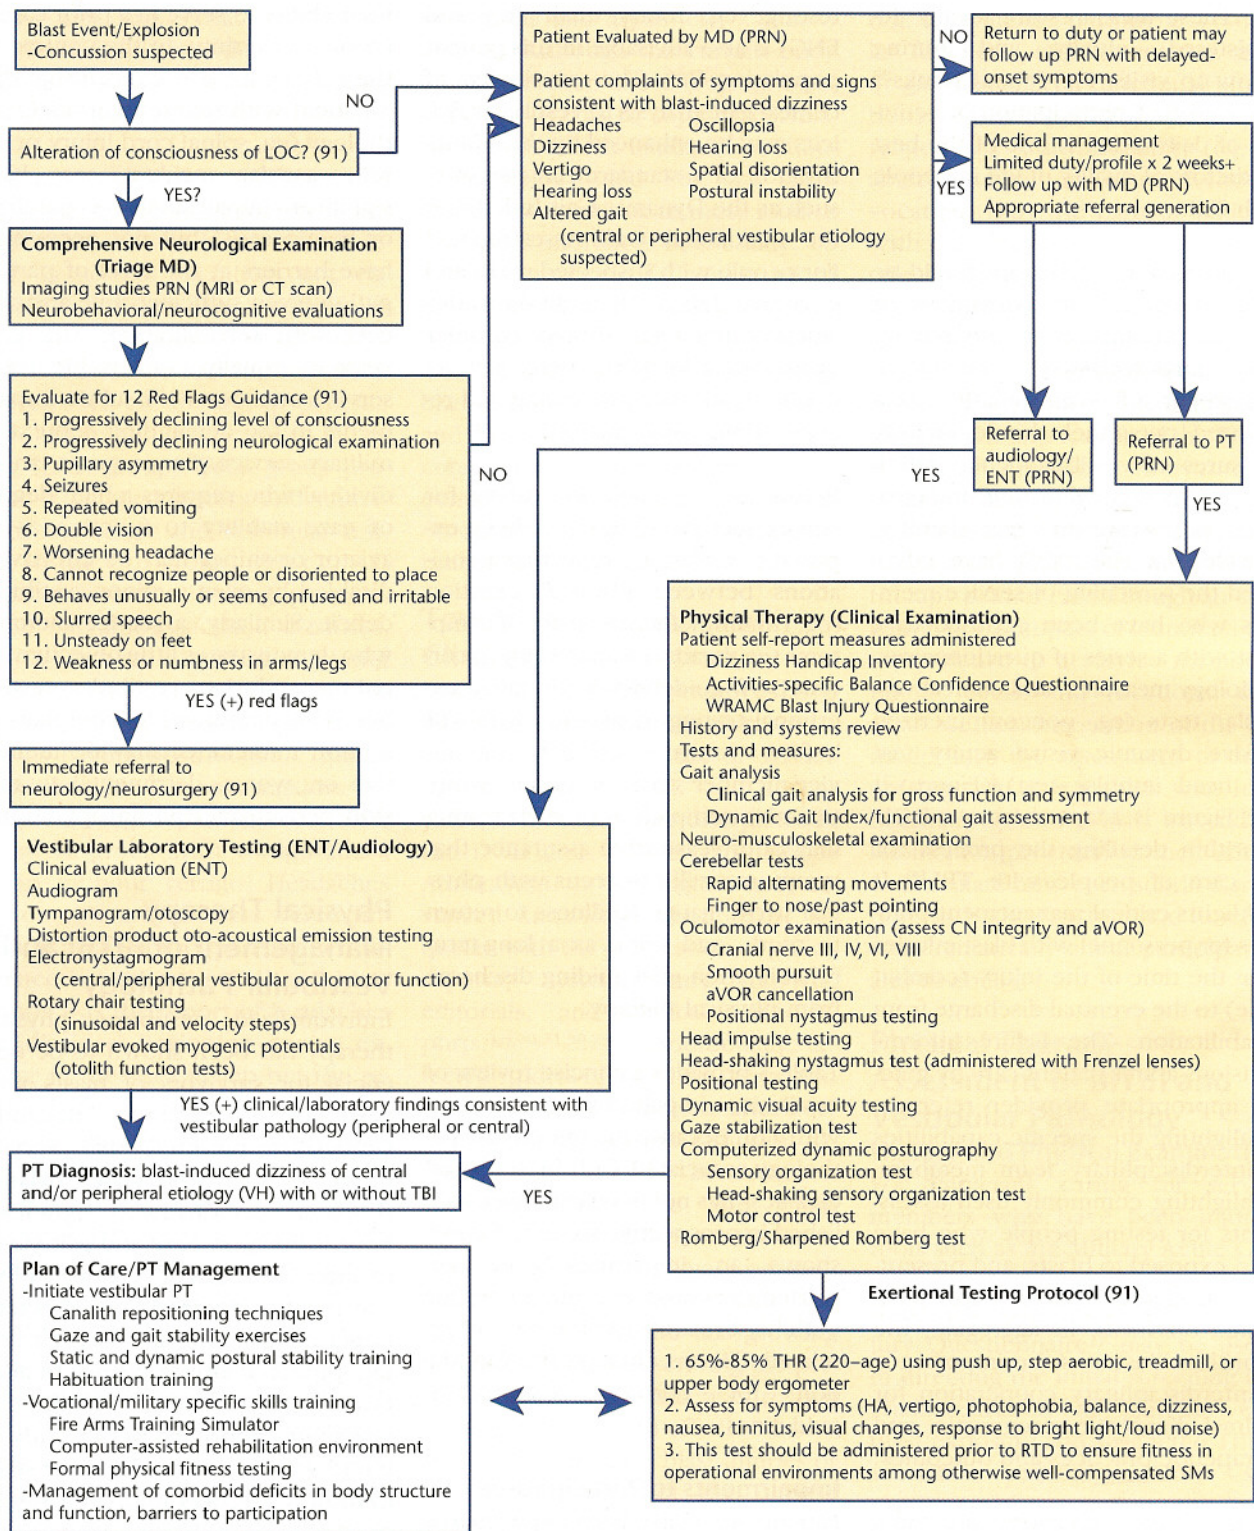 Blast Event/Explosion
-Concussion suspected
NO
Alteration of consciousness of LOC? (91)
YES?
Comprehensive Neurological Examination
(Triage MD)
Imaging studies PRN (MRI or CT scan)
Neurobehavioral/neurocognitive evaluations
Evaluate for 12 Red Flags Guidance (91)
1. Progressively declining level of consciousness
2. Progressively declining neurological examination
3. Pupillary asymmetry
4. Seizures
5. Repeated vomiting
6. Double vision
7. Worsening headache
8. Cannot recognize people or disoriented to place
9. Behaves unusually or seems confused and irritable
10. Slurred speech
11. Unsteady on feet
12. Weakness or numbness in arms/legs
NO
YES (+) red flags
Immediate referral to
neurology/neurosurgery (91)
Patient Evaluated by MD (PRN)
Patient complaints of symptoms and signs
consistent with blast-induced dizziness
Headaches Oscillopsia
Dizziness Hearing loss
Vertigo Spatial disorientation
Hearing loss Postural instability
Altered gait
(central or peripheral vestibular etiology
suspected)
NO
Return to duty or patient may
follow up PRN with delayed-
onset symptoms
YES
Medical management
Limited duty/profile x 2 weeks+
Follow up with MD (PRN)
Appropriate referral generation
Referral to
audiology/
ENT (PRN)
YES
Referral to PT
(PRN)
YES
Vestibular Laboratory Testing (ENT/Audiology)
Clinical evaluation (ENT)
Audiogram
Tympanogram/otoscopy
Distortion product oto-acoustical emission testing
Electronystagmogram
(central/peripheral vestibular oculomotor function)
Rotary chair testing
(sinusoidal and velocity steps)
Vestibular evoked myogenic potentials
(otolith function tests)
YES (+) clinical/laboratory findings consistent with
vestibular pathology (peripheral or central)
Physical Therapy (Clinical Examination)
Patient self-report measures administered
Dizziness Handicap Inventory
Activities-specific Balance Confidence Questionnaire
WRAMC Blast Injury Questionnaire
History and systems review
Tests and measures:
Gait analysis
Clinical gait analysis for gross function and symmetry
Dynamic Gait Index/functional gait assessment
Neuro-musculoskeletal examination
Cerebellar tests
Rapid alternating movements
Finger to nose/past pointing
Oculomotor examination (assess CN integrity and aVOR)
Cranial nerve III, IV, VI, VIII
Smooth pursuit
aVOR cancellation
Positional nystagmus testing
Head impulse testing
Head-shaking nystagmus test (administered with Frenzel lenses)
Positional testing
Dynamic visual acuity testing
Gaze stabilization test
Computerized dynamic posturography
Sensory organization test
Head-shaking sensory organization test
Motor control test
Romberg/Sharpened Romberg test
YES
PT Diagnosis: blast-induced dizziness of central
and/or peripheral etiology (VH) with or without TBI
Plan of Care/PT Management
-Initiate vestibular PT
Canalith repositioning techniques
Gaze and gait stability exercises
Static and dynamic postural stability training
Habituation training
-Vocational/military specific skills training
Fire Arms Training Simulator
Computer-assisted rehabilitation environment
Formal physical fitness testing
-Management of comorbid deficits in body structure
and function, barriers to participation
Exertional Testing Protocol (91)
1. 65%-85% THR (220–age) using push up, step aerobic, treadmill, or
upper body ergometer
2. Assess for symptoms (HA, vertigo, photophobia, balance, dizziness,
nausea, tinnitus, visual changes, response to bright light/loud noise)
3. This test should be administered prior to RTD to ensure fitness in
operational environments among otherwise well-compensated SMs